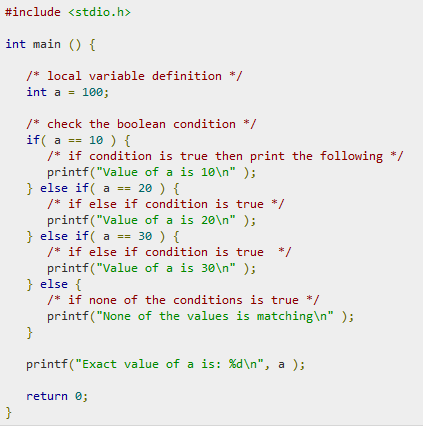 #include <stdio.h>

int main () {

   /* local variable definition */
   int a = 100;

   /* check the boolean condition */
   if( a == 10 ) {
      /* if condition is true then print the following */
      printf("Value of a is 10\n" );
   } else if( a == 20 ) {
      /* if else if condition is true */
      printf("Value of a is 20\n" );
   } else if( a == 30 ) {
      /* if else if condition is true  */
      printf("Value of a is 30\n" );
   } else {
      /* if none of the conditions is true */
      printf("None of the values is matching\n" );
   }

   printf("Exact value of a is: %d\n", a );

   return 0;
}